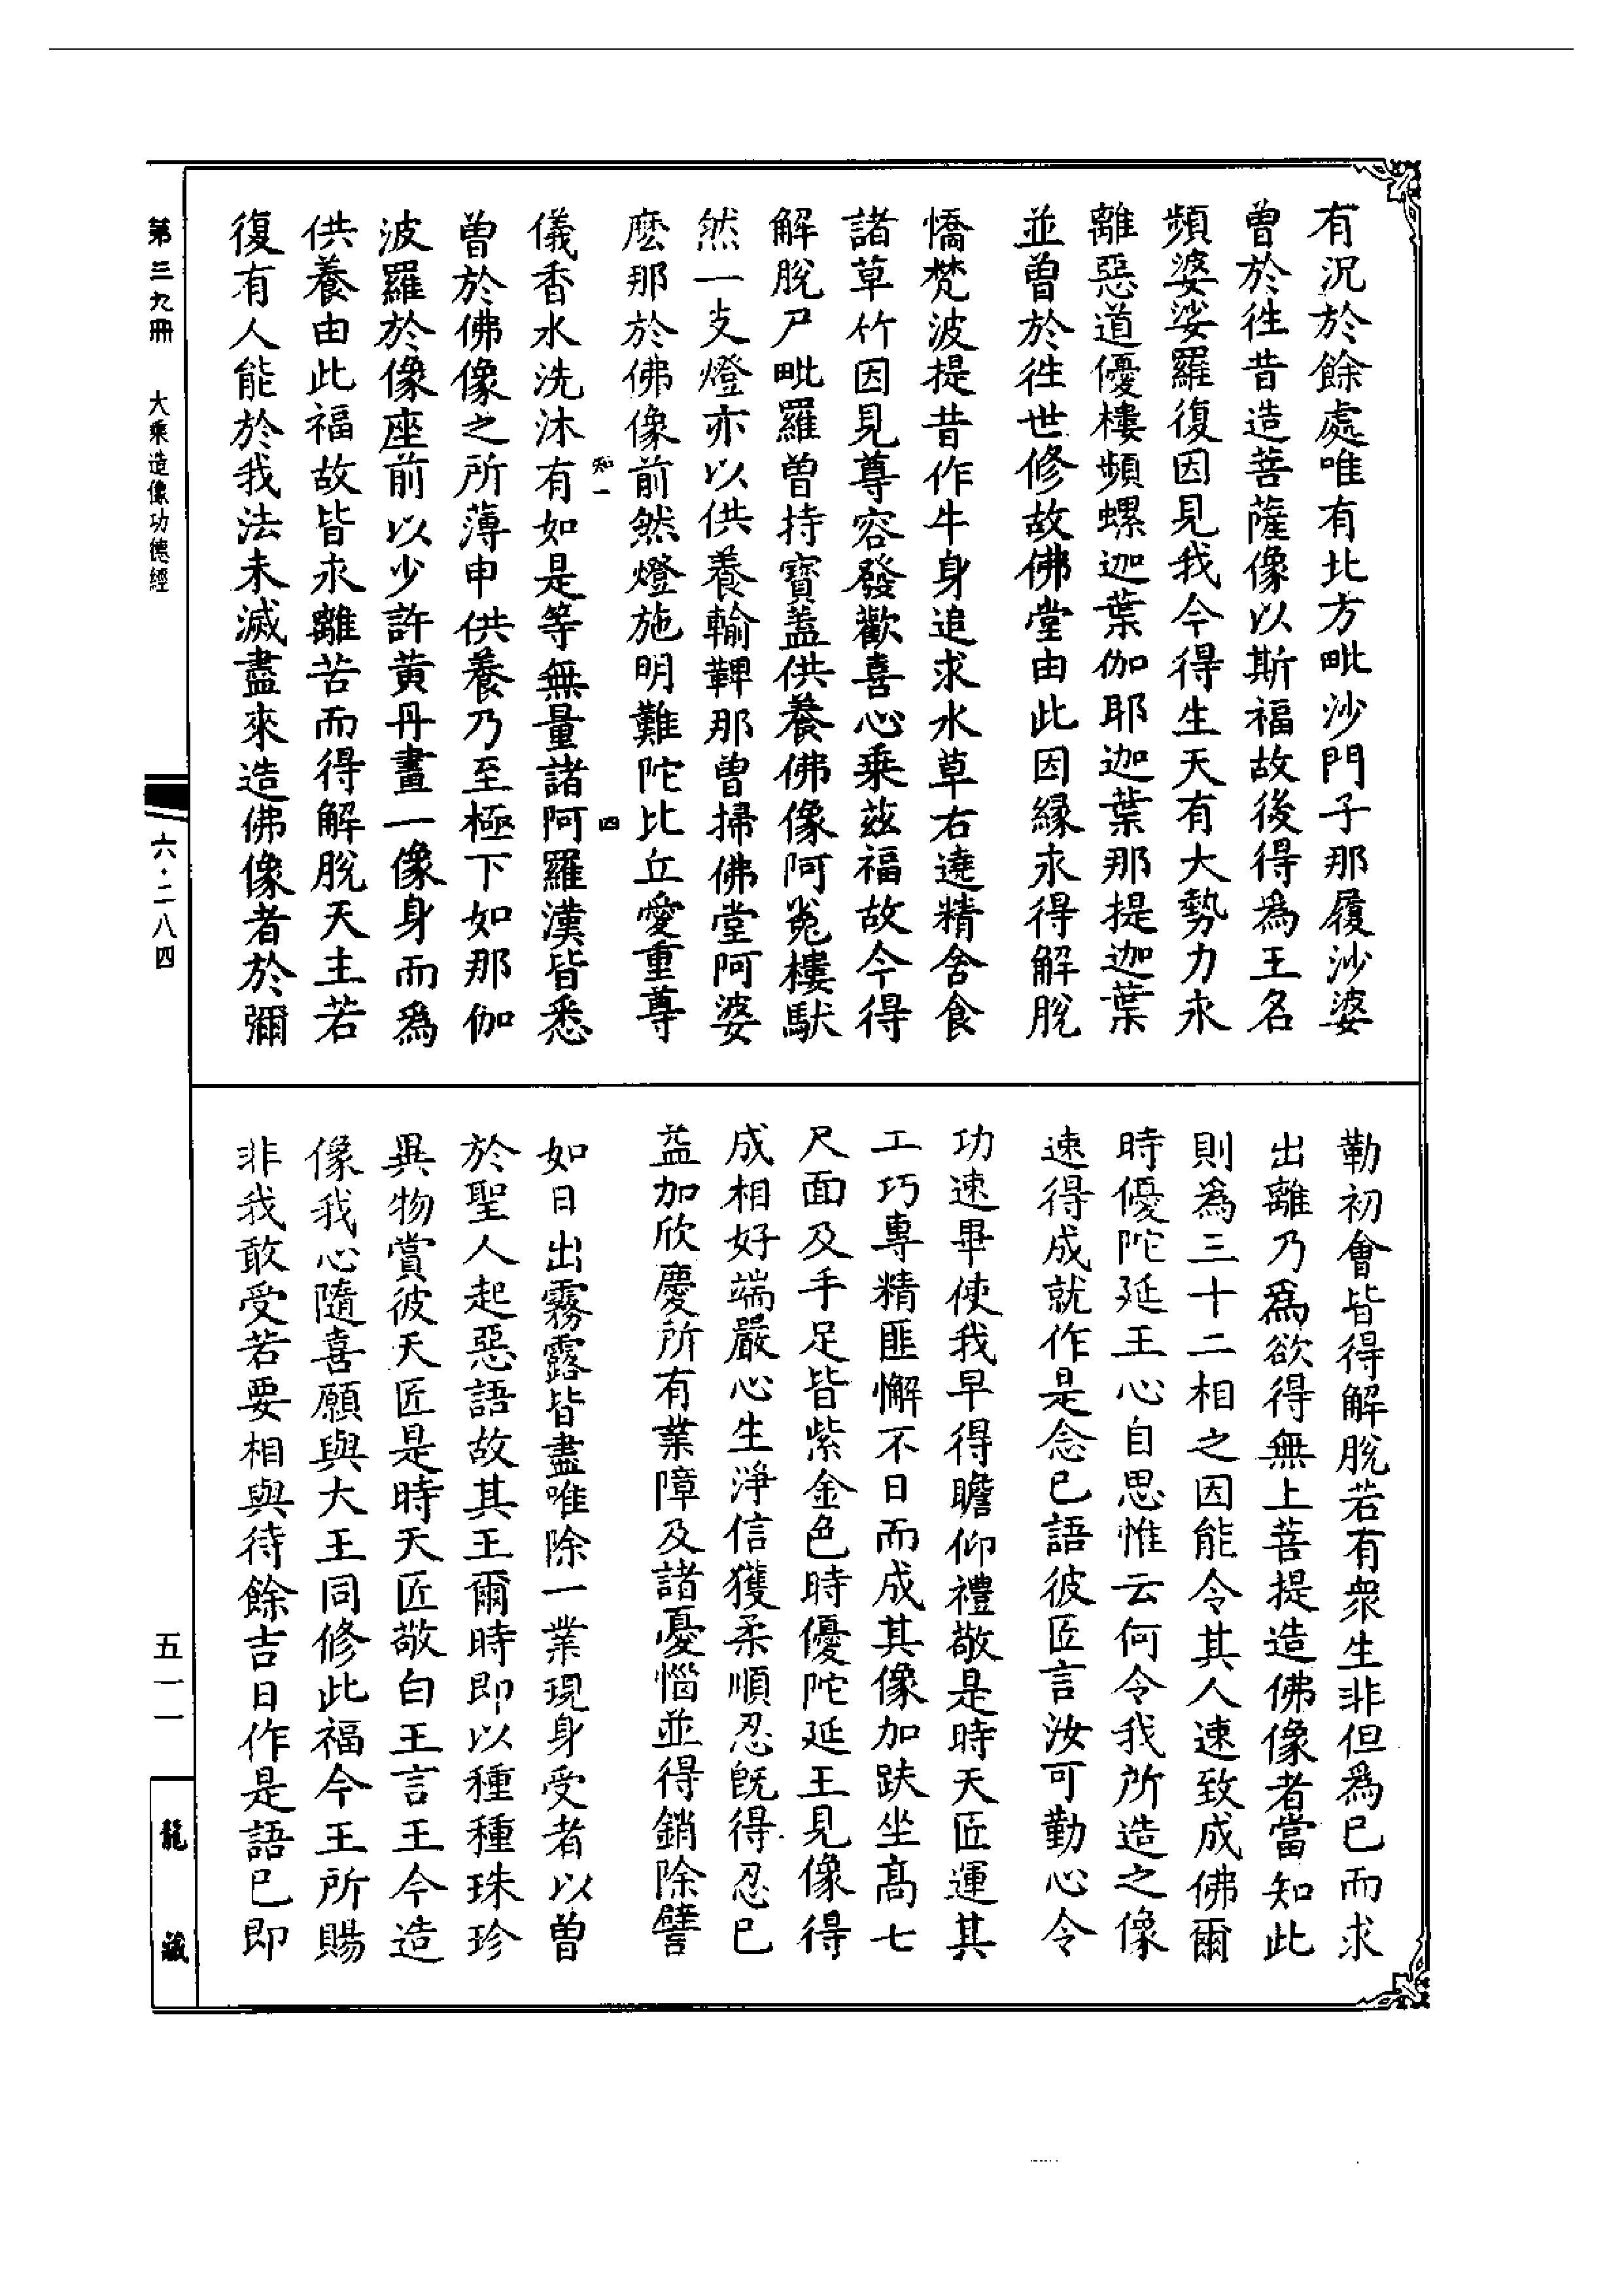 有況於餘處唯有北方毗沙門子那履沙婆
曾於徃昔造菩薩像以斯福故後得爲王名
頻婆娑羅復因見我今得生天有大勢力永
離惡道優樓頻螺迦葉伽耶迦葉那提迦葉
並曾於徃世修故佛堂由此因緣永得解脫
憍梵波提昔作牛身追求水草右遶精舍食
諸草竹因見尊容發歡喜心乗茲福故今得
解脫尸毗羅曾持寶蓋供養佛像阿㝹樓馱
然一支燈亦以供養輸鞞那曾掃佛堂阿婆
麽那於佛像前然燈施明難陀比丘愛重尊
知一
四
儀香水洗沐有如是等無量諸阿羅漢皆悉
曾於佛像之所薄申供養乃至極下如那伽
波羅於像座前以少許黃丹畫一像身而爲
供養由此福故皆永離苦而得解脫天主若
復有人能於我法未滅盡來造佛像者於彌
勒初會皆得解脫若有衆生非但爲已而求
出離乃爲欲得無上菩提造佛像者當知此
則爲三十二相之因能令其人速致成佛爾
時優陀延王心自思惟云何令我所造之像
速得成就作是念已語彼匠言汝可勤心令
功速畢使我早得瞻仰禮敬是時天匠運其
工巧專精匪懈不日而成其像加趺坐高七
尺面及手足皆紫金色時優陀延王見像得
成相好端嚴心生淨信獲柔順忍旣得忍已
益加欣慶所有業障及諸憂惱並得銷除譬
如日出霧露皆盡唯除一業現身受者以曾
於聖人起惡語故其王爾時即以種種珠珍
異物賞彼天匠是時天匠敬白王言王今造
像我心隨喜願與大王同修此福今王所賜
非我敢受若要相與待餘吉日作是語已即
第三九冊　大乘造像功德經
六·二八四
五一一
龍藏